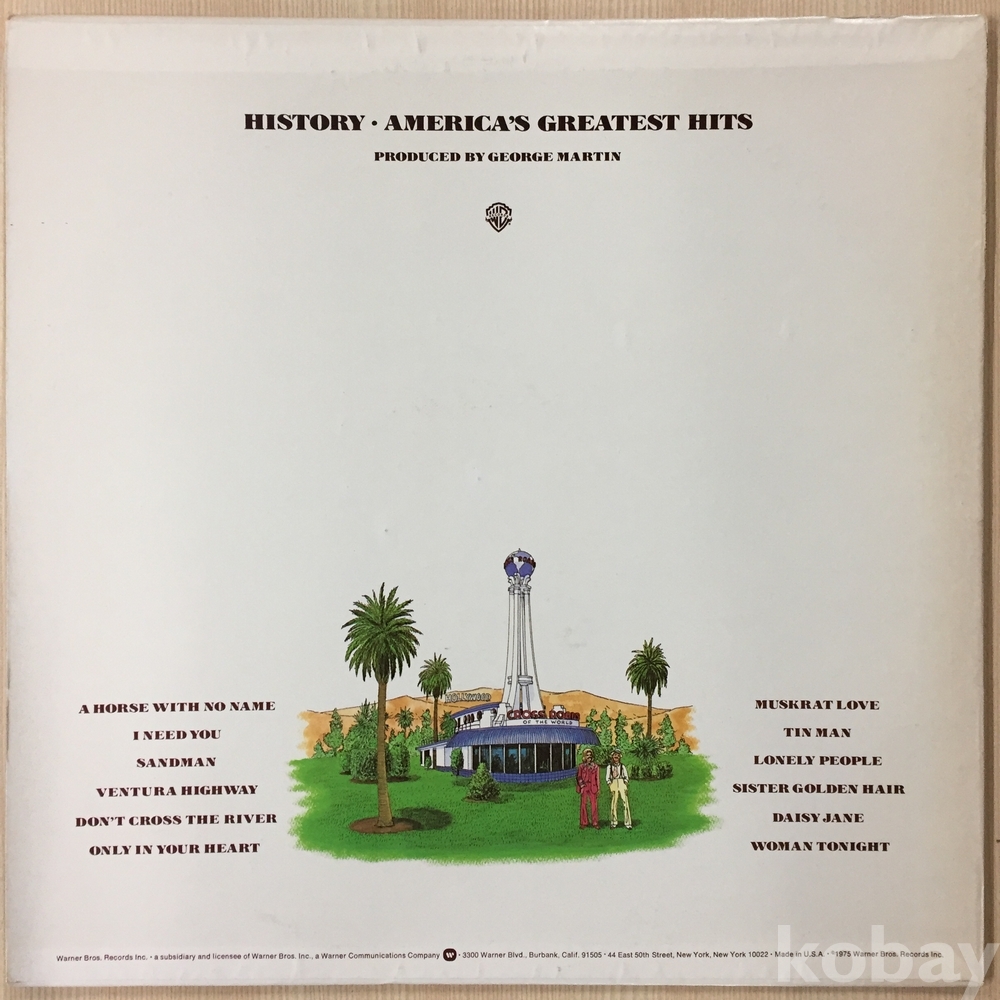 HISTORY • AMERICA'S GREATEST HITS
PRODUCED BY GEORGE MARTIN
HOLLYWOOD
CROSS ROADS
OF THE WORLD
A HORSE WITH NO NAME
I NEED YOU
SANDMAN
VENTURA HIGHWAY
DON'T CROSS THE RIVER
ONLY IN YOUR HEART
MUSKRAT LOVE
TIN MAN
LONELY PEOPLE
SISTER GOLDEN HAIR
DAISY JANE
WOMAN TONIGHT
Warner Bros. Records Inc. • a subsidiary and licensee of Warner Bros. Inc., a Warner Communications Company W • 3300 Warner Blvd., Burbank, Calif. 91505 • 44 East 50th Street, New York, New York 10022 • Made in U.S.A. • ℗1975 Warner Bros. Records Inc.
kobay